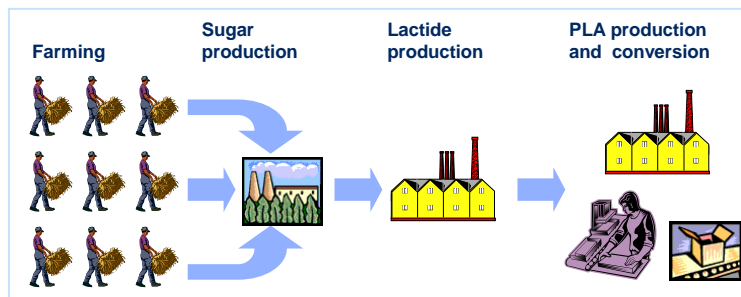 Farming
Sugar
production
Lactide
production
PLA production
and conversion